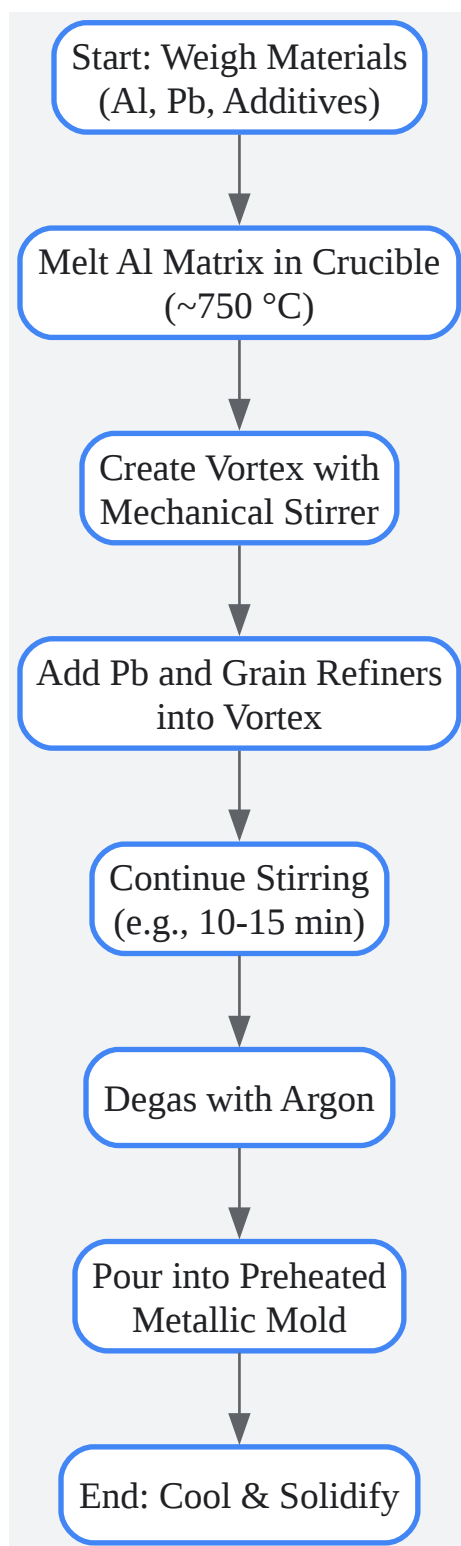 Start: Weigh Materials
(Al, Pb, Additives)
Melt Al Matrix in Crucible
(~750 °C)
Create Vortex with
Mechanical Stirrer
Add Pb and Grain Refiners
into Vortex
Continue Stirring
(e.g., 10-15 min)
Degas with Argon
Pour into Preheated
Metallic Mold
End: Cool & Solidify